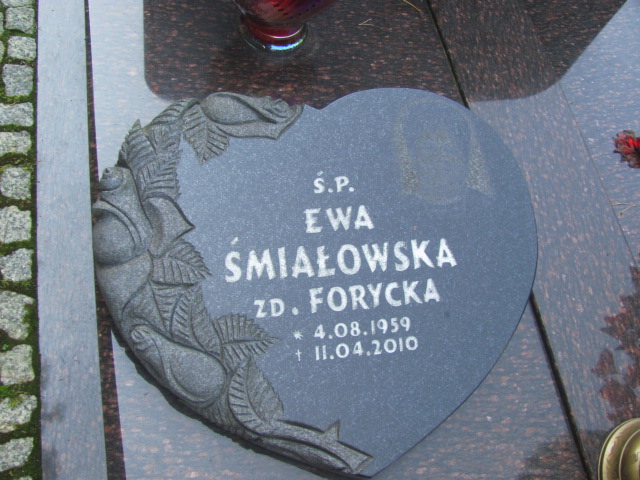 Ś.P.
EWA
ŚMIAŁOWSKA
ZD. FORYCKA
* 4.08.1959
† 11.04.2010